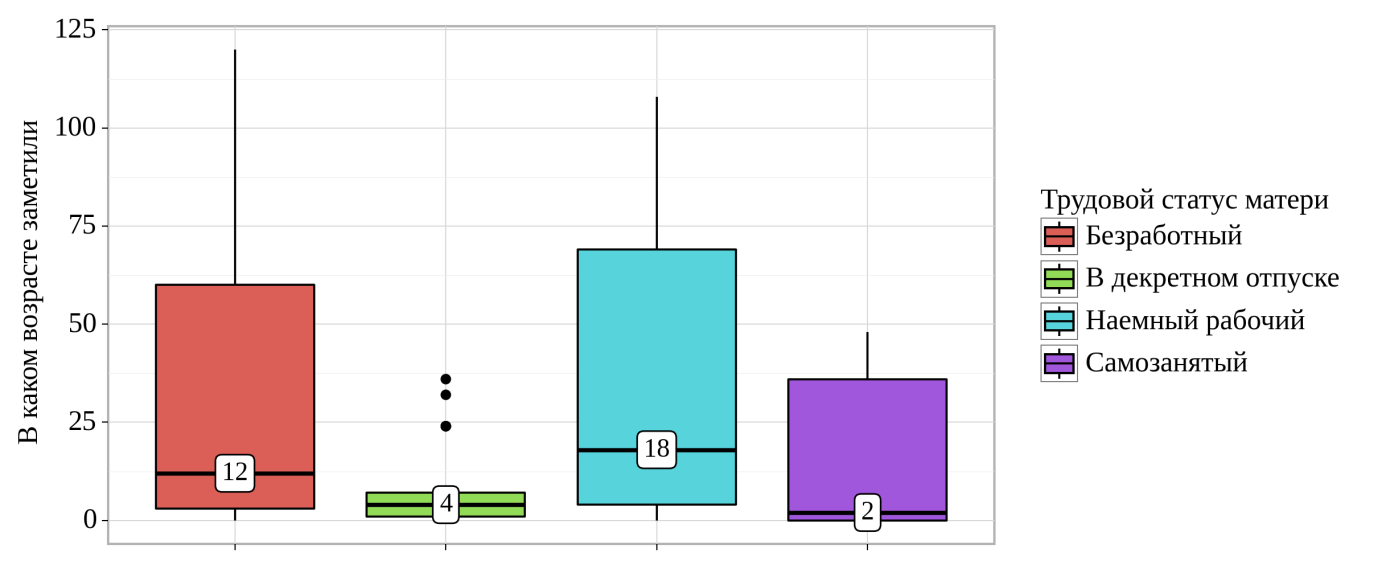 В каком возрасте заметили
125
100
75
50
25
0
12
4
18
2
Трудовой статус матери
Безработный
В декретном отпуске
Наемный рабочий
Самозанятый